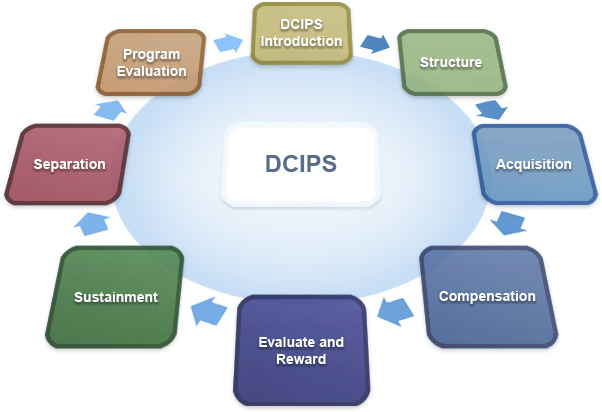 DCIPS
Introduction
Structure
Acquisition
Compensation
Evaluate and
Reward
Sustainment
Separation
Program
Evaluation
DCIPS